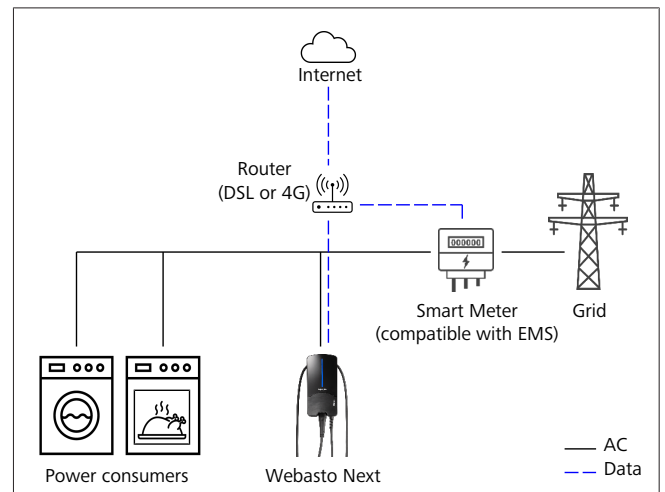 Internet
Router
(DSL or 4G)
000000
Smart Meter
(compatible with EMS)
Grid
Power consumers
Webasto Next
AC
Data